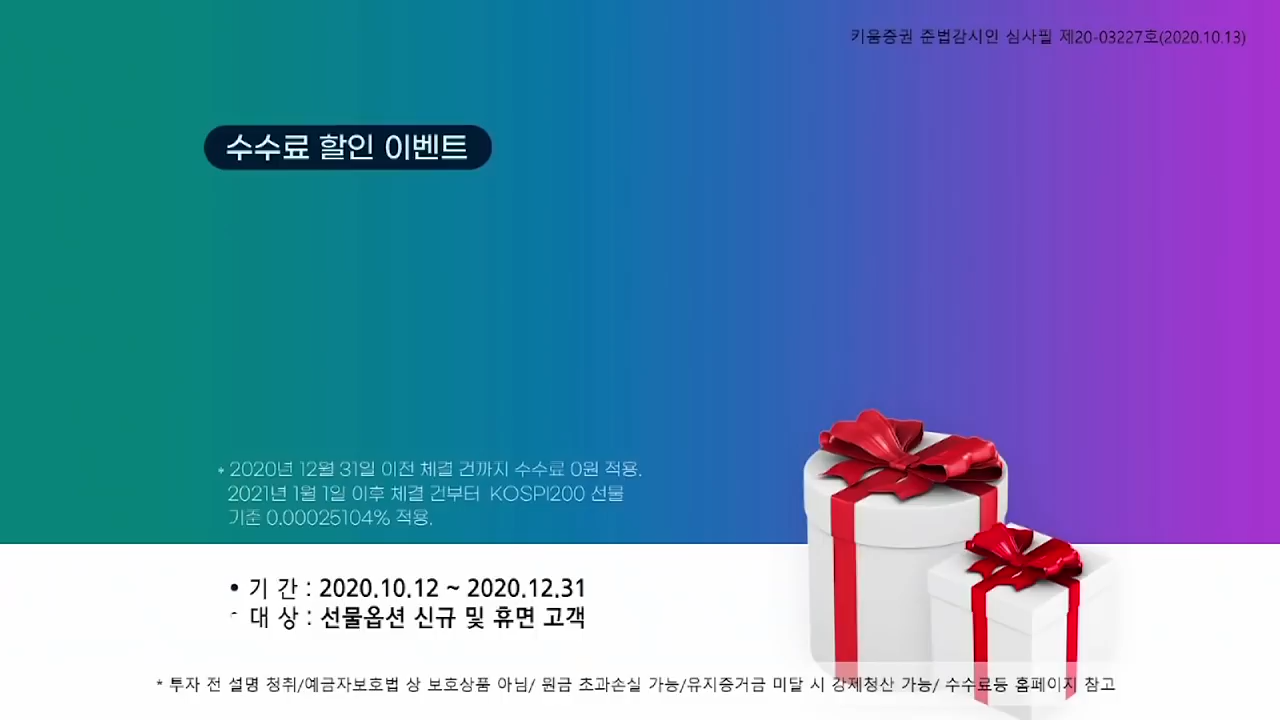 키움증권 준법감시인 심사필 제20-03227호(2020.10.13)
수수료 할인 이벤트
* 2020년 12월 31일 이전 체결 건까지 수수료 0원 적용.
2021년 1월 1일 이후 체결 건부터 KOSPI200 선물
기준 0.00025104% 적용.
• 기 간 : 2020.10.12 ~ 2020.12.31
대 상 : 선물옵션 신규 및 휴면 고객
* 투자 전 설명 청취/예금자보호법 상 보호상품 아님/ 원금 초과손실 가능/유지증거금 미달 시 강제청산 가능/ 수수료등 홈페이지 참고